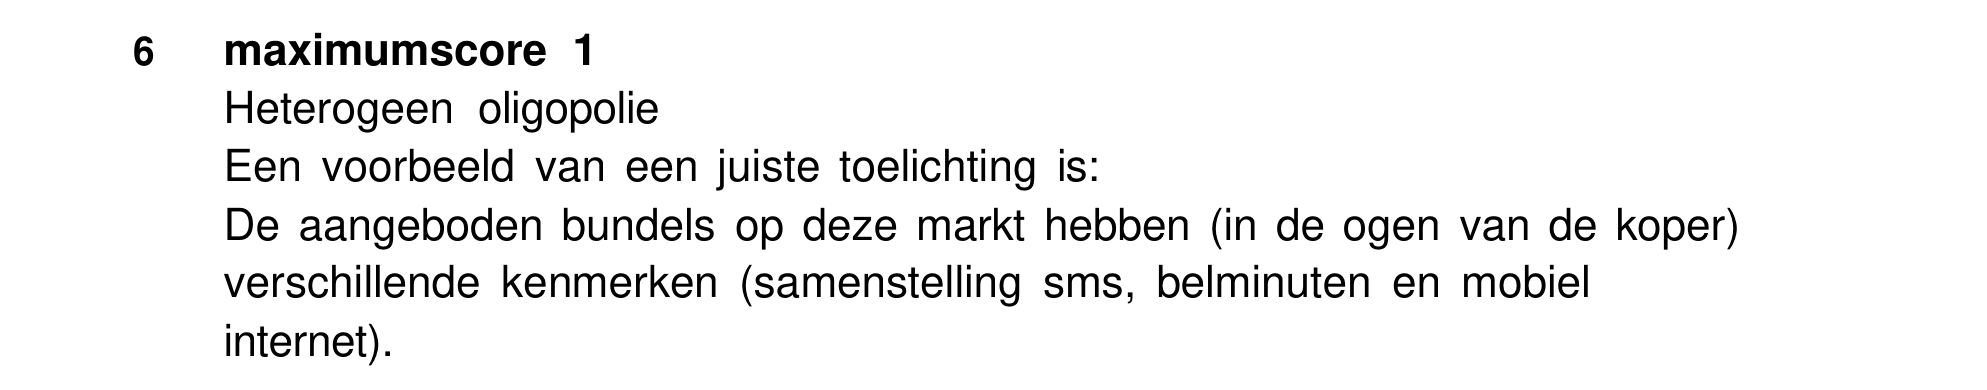 6 maximumscore 1
Heterogeen oligopolie
Een voorbeeld van een juiste toelichting is:
De aangeboden bundels op deze markt hebben (in de ogen van de koper)
verschillende kenmerken (samenstelling sms, belminuten en mobiel
internet).